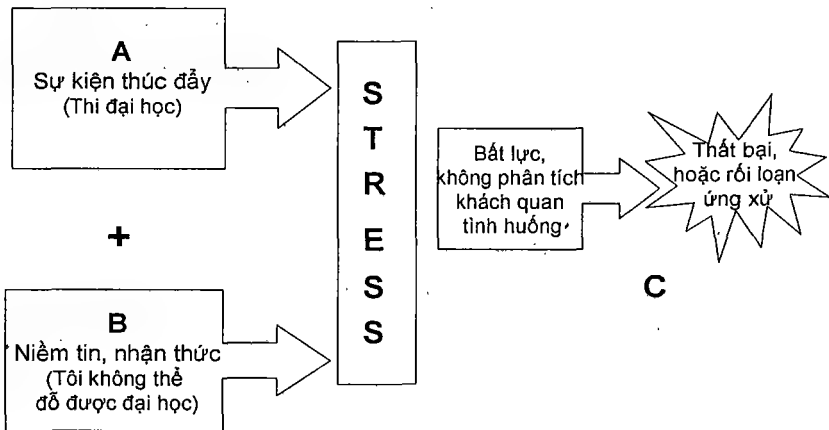 A
Sự kiện thúc đẩy
(Thi đại học)
+
B
Niềm tin, nhận thức
(Tôi không thể
đỗ được đại học)
S
T
R
E
S
S
Bất lực,
không phân tích
khách quan
tình huống
Thất bại,
hoặc rối loạn
ứng xử
C